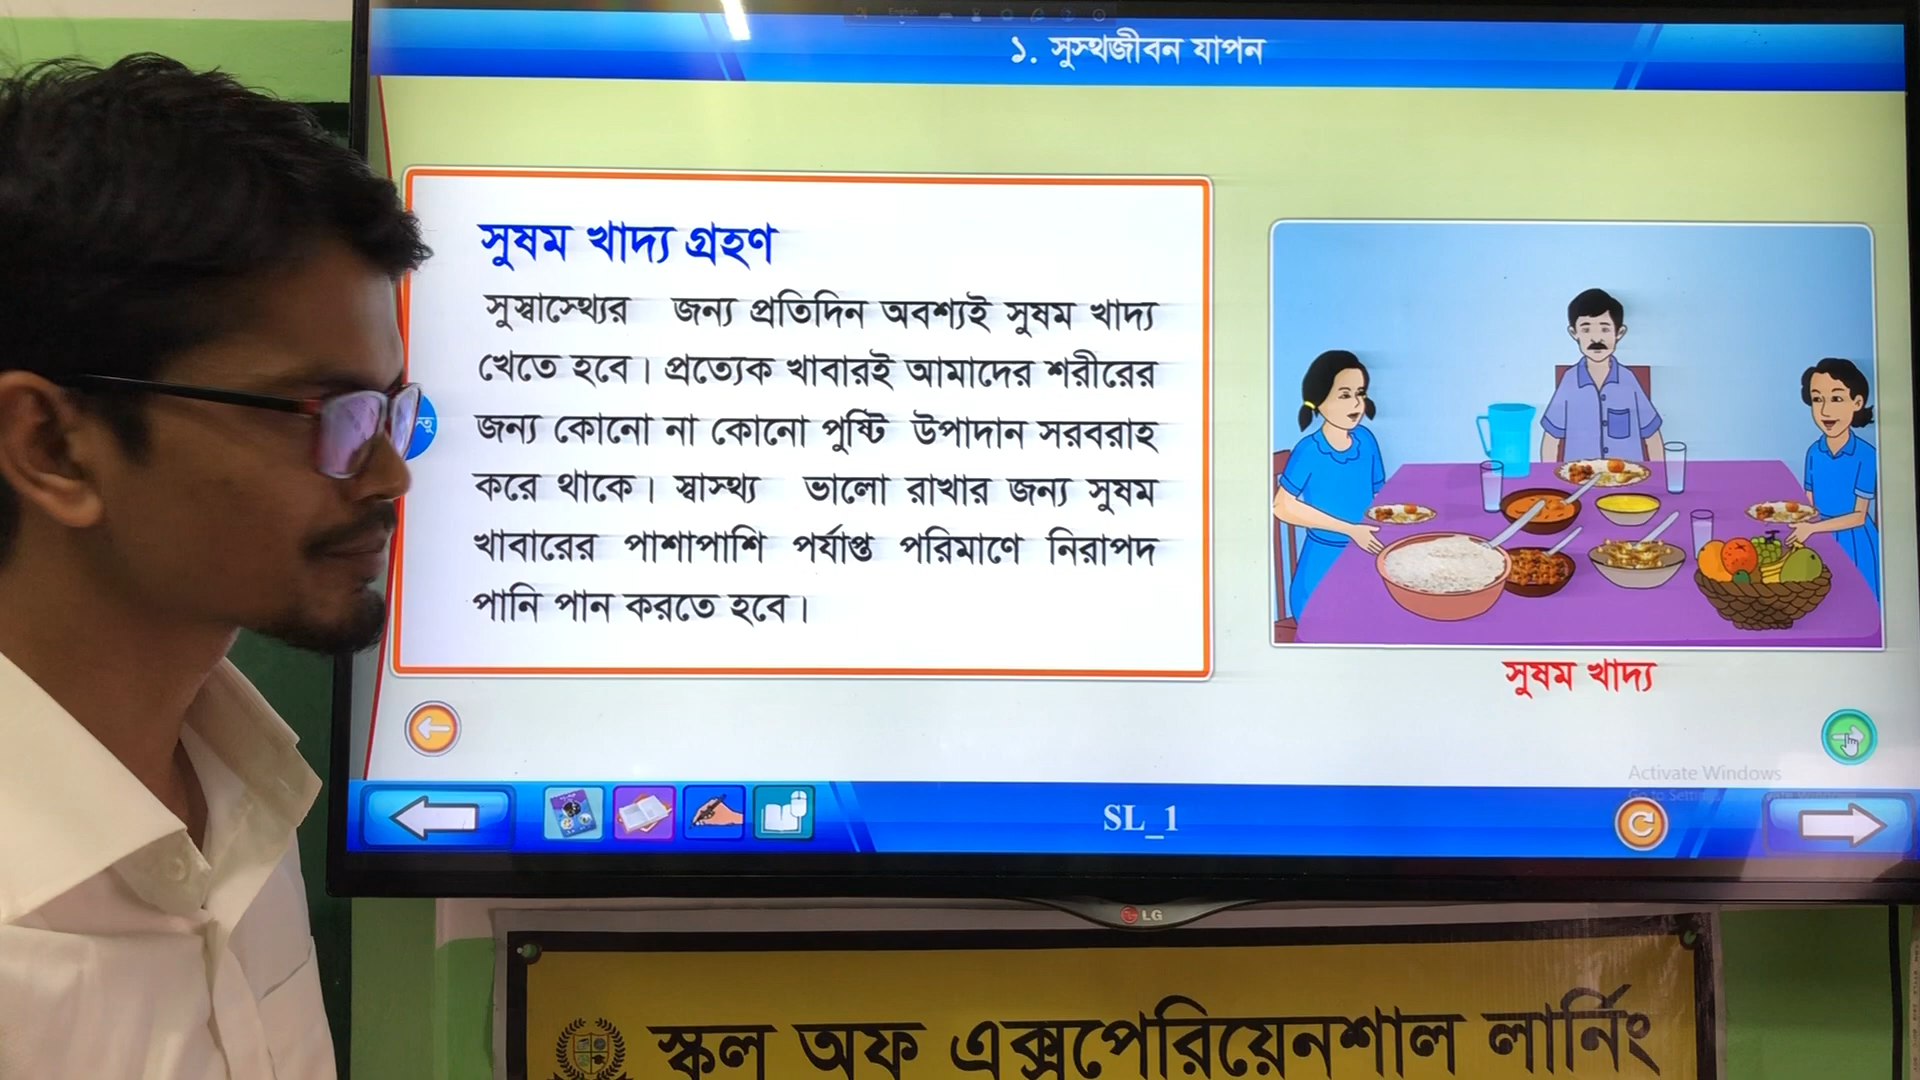 ১. সুস্থজীবন যাপন
সুষম খাদ্য গ্রহণ
সুস্বাস্থ্যের জন্য প্রতিদিন অবশ্যই সুষম খাদ্য
খেতে হবে। প্রত্যেক খাবারই আমাদের শরীরের
জন্য কোনো না কোনো পুষ্টি উপাদান সরবরাহ
করে থাকে। স্বাস্থ্য ভালো রাখার জন্য সুষম
খাবারের পাশাপাশি পর্যাপ্ত পরিমাণে নিরাপদ
পানি পান করতে হবে।
সুষম খাদ্য
Activate Windows
SL_1
LG
স্কুল অফ এক্সপেরিয়েনশাল লার্নিং